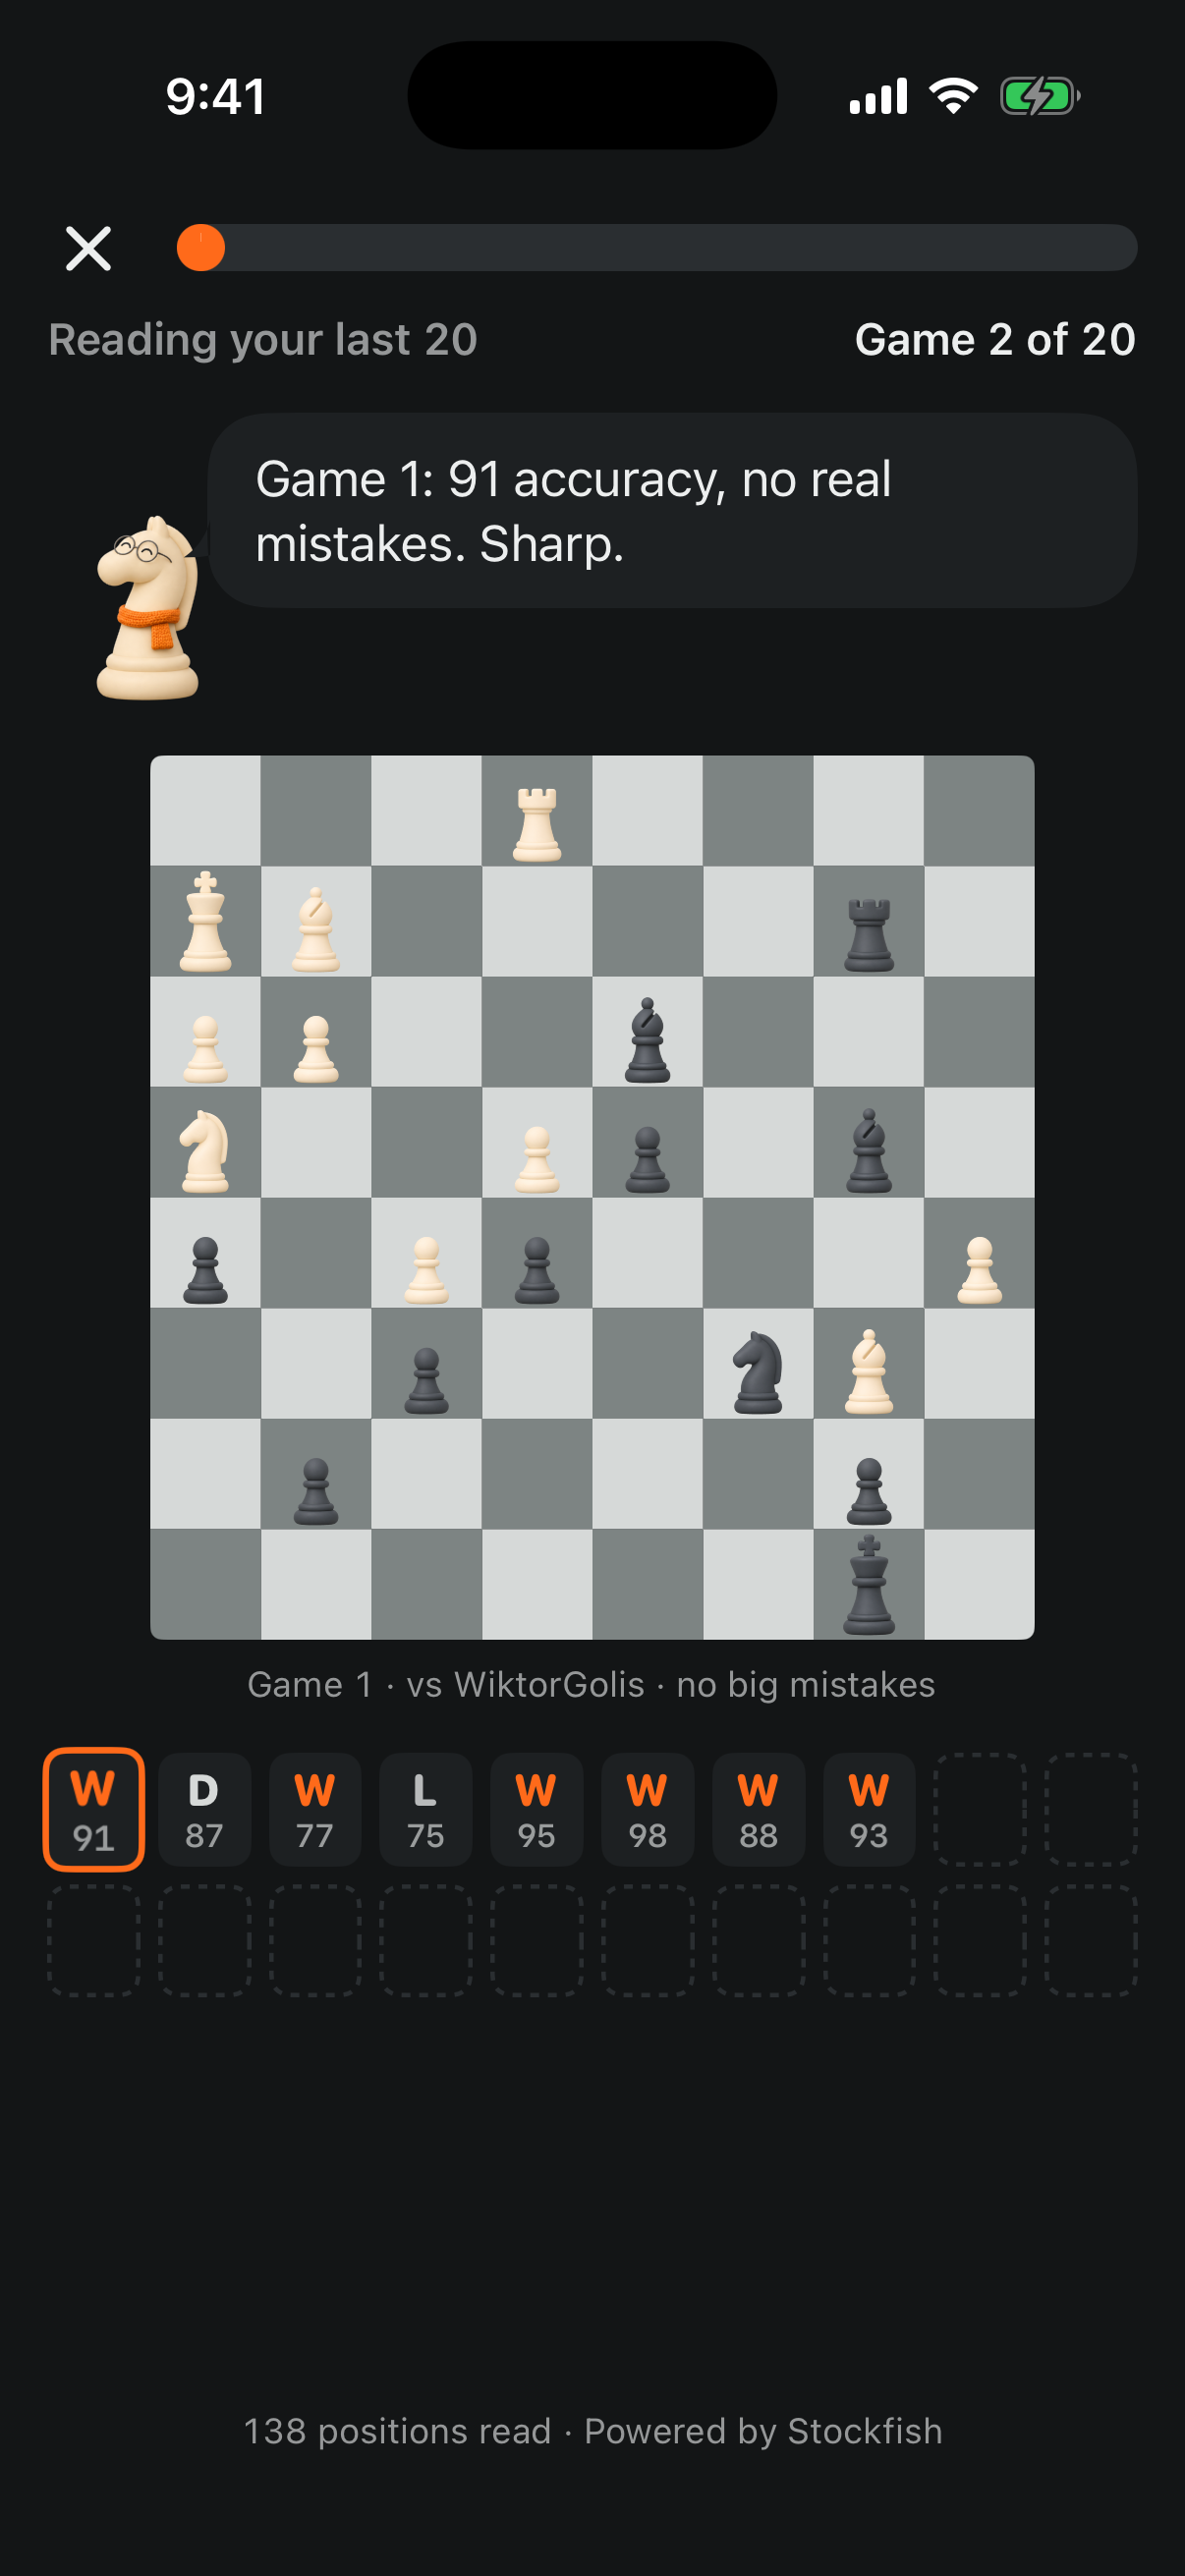 9:41
Reading your last 20
Game 2 of 20
Game 1: 91 accuracy, no real
mistakes. Sharp.
Game 1 · vs WiktorGolis · no big mistakes
W D W L W W W W
91 87 77 75 95 98 88 93
138 positions read · Powered by Stockfish